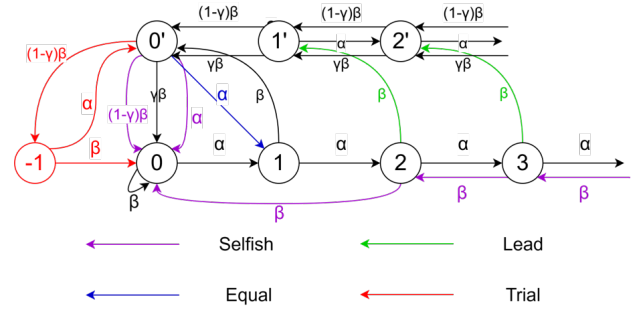 (1-γ)β (1-γ)β (1-γ)β
0' 1' α 2' α
(1-γ)β γβ γβ
α (1-γ)β γβ α α β β β
-1 β 0 α 1 α 2 α 3 α
β β β β
Selfish Lead
Equal Trial